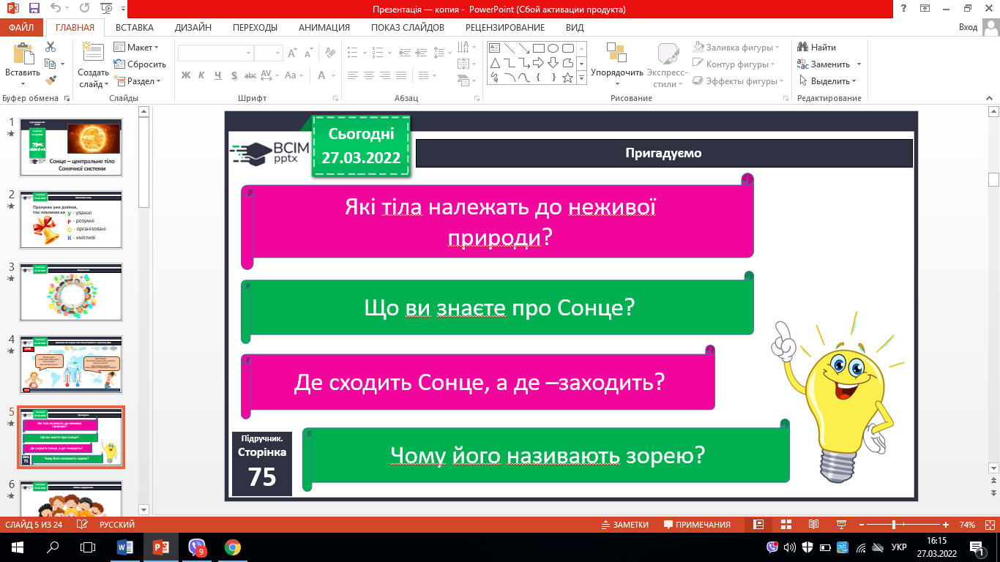 Презентація — копия - PowerPoint (Сбой активации продукта)
ФАЙЛ ГЛАВНАЯ ВСТАВКА ДИЗАЙН ПЕРЕХОДЫ АНИМАЦИЯ ПОКАЗ СЛАЙДОВ РЕЦЕНЗИРОВАНИЕ ВИД Вход
Вставить
Буфер обмена
Создать
слайд
Макет
Сбросить
Раздел
Слайды
Ж К Ч S abc AV Aa A
Шрифт
Абзац
Упорядочить
Экспресс-
стили
Заливка фигуры
Контур фигуры
Эффекты фигуры
Рисование
Найти
Заменить
Выделить
Редактирование
1
Сонце – центральне тіло
Сонячної системи
2
Пролунав уже дзвінок,
Нас покликав на У - уважні
Р - розумні
О - організовані
К - кмітливі
3
4
5
Які тіла належать до неживої
природи?
Що ви знаєте про Сонце?
Де сходить Сонце, а де –заходить?
Чому його називають зорею?
75
6
ВСІМ
pptx
Сьогодні
27.03.2022
Пригадуємо
Які тіла належать до неживої
природи?
Що ви знаєте про Сонце?
Де сходить Сонце, а де –заходить?
Чому його називають зорею?
Підручник.
Сторінка
75
СЛАЙД 5 ИЗ 24 РУССКИЙ ЗАМЕТКИ ПРИМЕЧАНИЯ 74%
9
УКР
16:15
27.03.2022
1